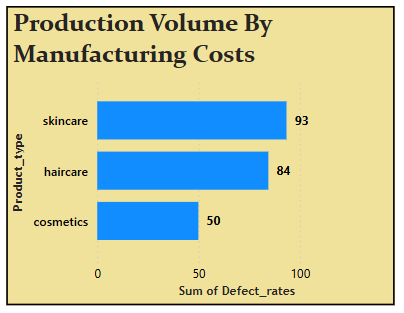 Production Volume By
Manufacturing Costs
Product_type
skincare 93
haircare 84
cosmetics 50
0 50 100
Sum of Defect_rates